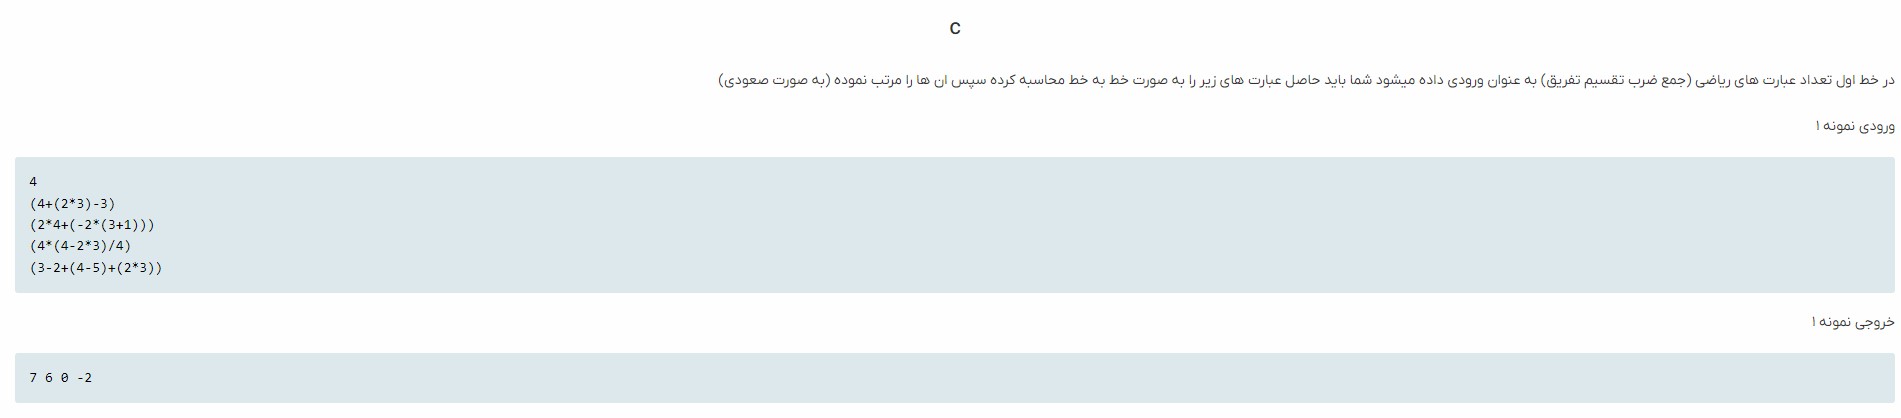 C
در خط اول تعداد عبارت های ریاضی (جمع ضرب تقسیم تفریق) به عنوان ورودی داده میشود شما باید حاصل عبارت های زیر را به صورت خط به خط محاسبه کرده سپس ان ها را مرتب نموده (به صورت صعودی)
ورودی نمونه ۱
4
(4+(2*3)-3)
(2*4+(-2*(3+1)))
(4*(4-2*3)/4)
(3-2+(4-5)+(2*3))
خروجی نمونه ۱
7 6 0 -2